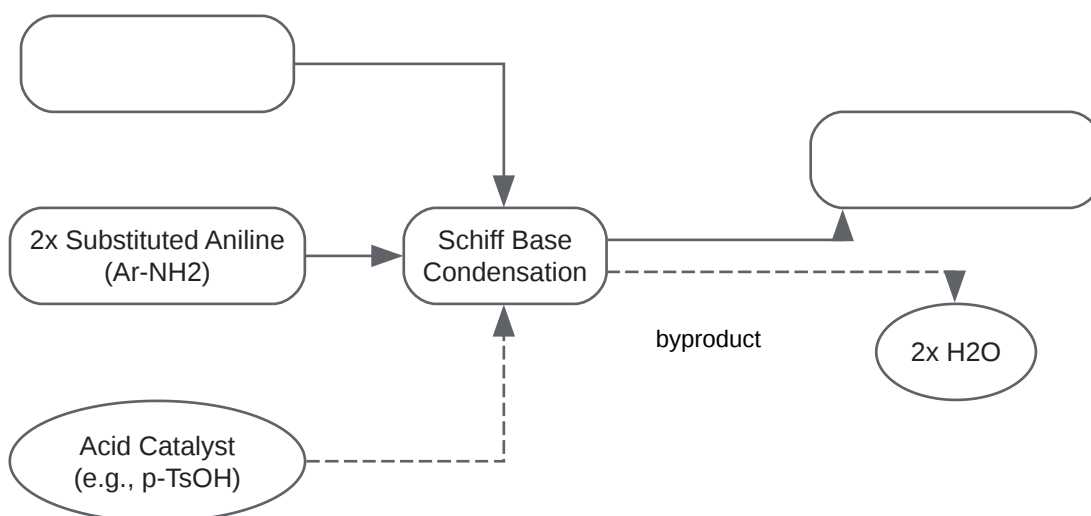 2x Substituted Aniline
(Ar-NH2)
Schiff Base
Condensation
byproduct
2x H2O
Acid Catalyst
(e.g., p-TsOH)